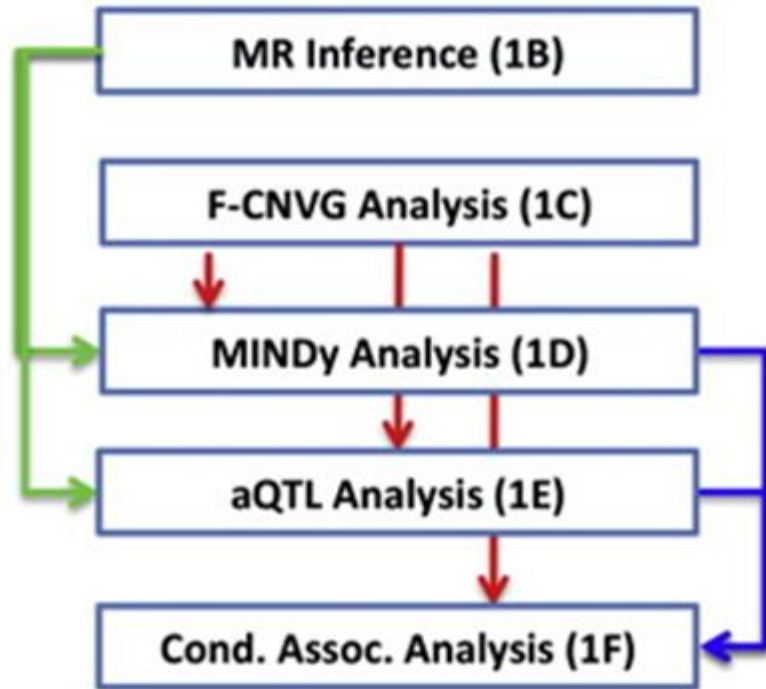 MR Inference (1B)
F-CNVG Analysis (1C)
MINDy Analysis (1D)
aQTL Analysis (1E)
Cond. Assoc. Analysis (1F)